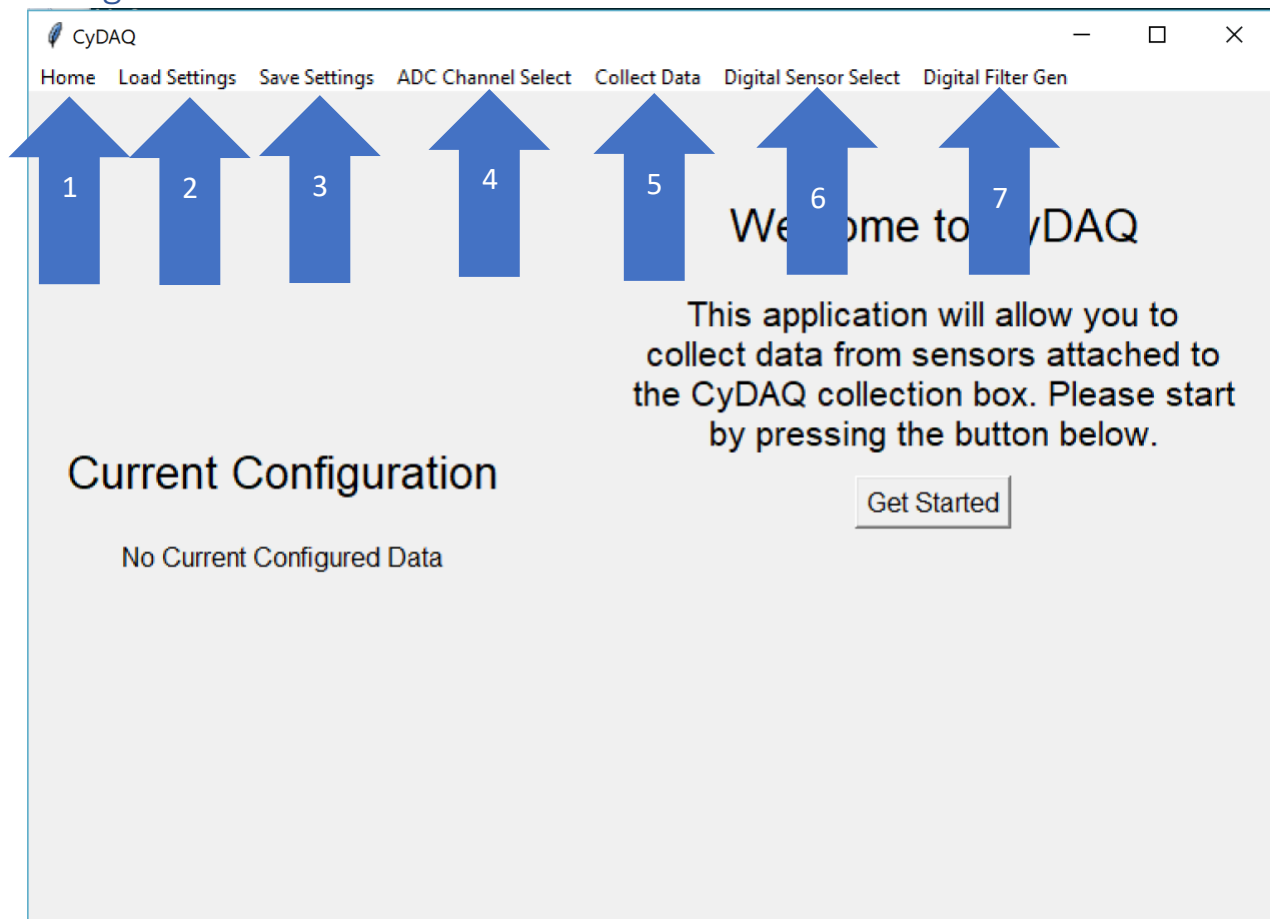 CyDAQ
Home Load Settings Save Settings ADC Channel Select Collect Data Digital Sensor Select Digital Filter Gen
1 2 3 4 5 6 7
to
This application will allow you to
collect data from sensors attached to
the CyDAQ collection box. Please start
by pressing the button below.
Get Started
Current Configuration
No Current Configured Data